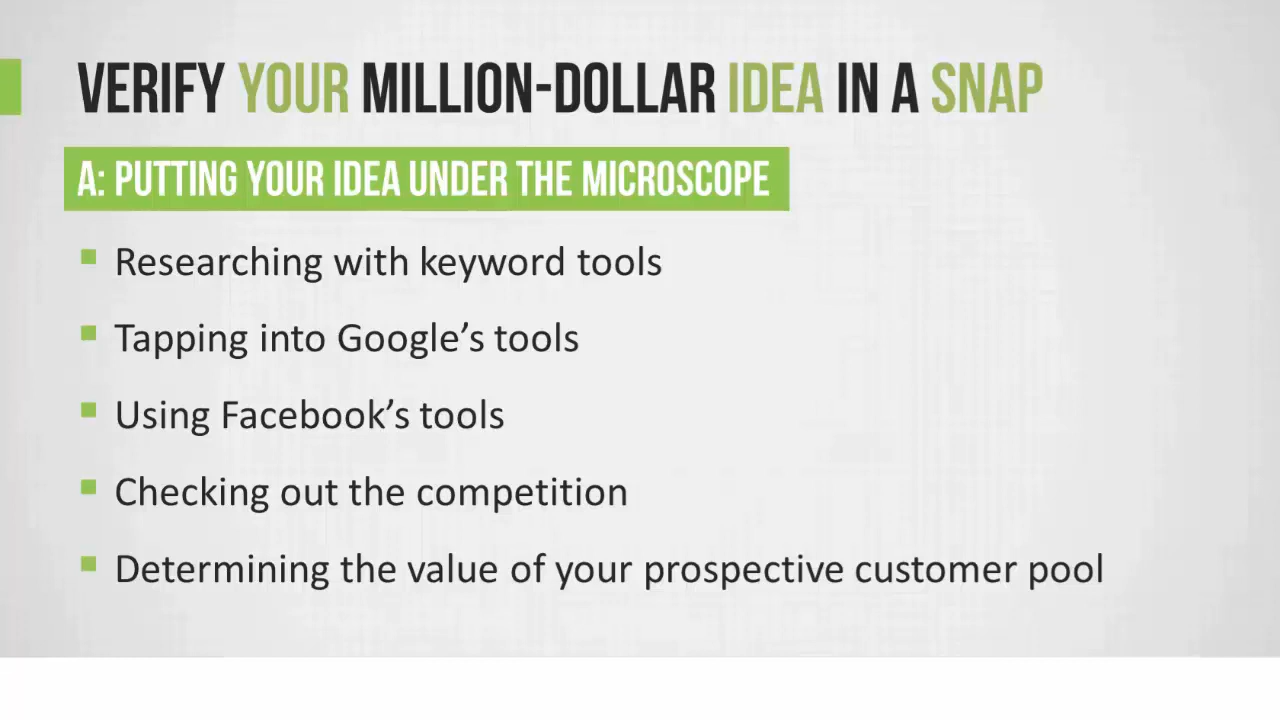 VERIFY YOUR MILLION-DOLLAR IDEA IN A SNAP
A: PUTTING YOUR IDEA UNDER THE MICROSCOPE
Researching with keyword tools
Tapping into Google’s tools
Using Facebook’s tools
Checking out the competition
Determining the value of your prospective customer pool